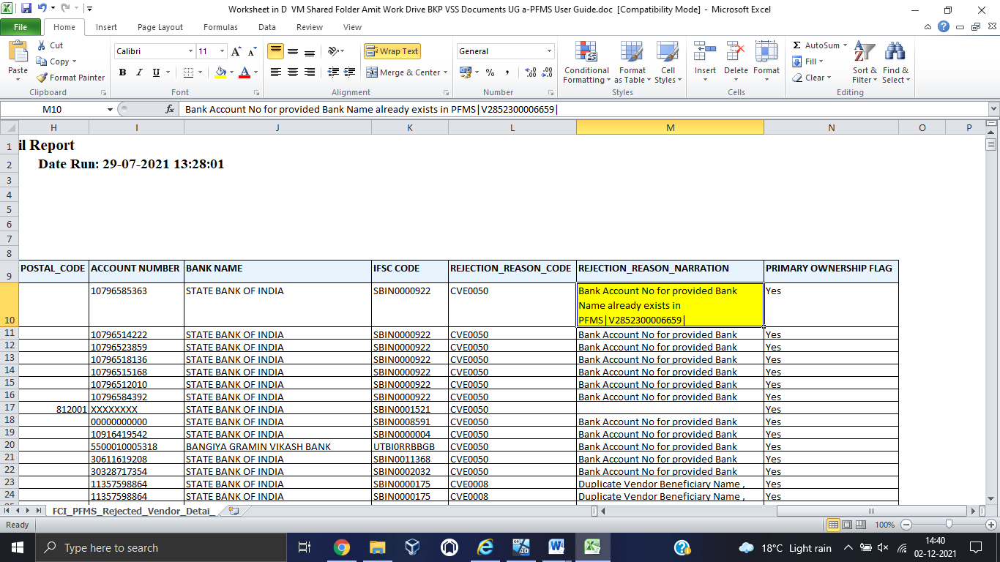 Worksheet in D VM Shared Folder Amit Work Drive BKP VSS Documents UG a-PFMS User Guide.doc [Compatibility Mode] - Microsoft Excel
File Home Insert Page Layout Formulas Data Review View
Paste
Cut
Copy
Format Painter
Clipboard
Calibri 11
B I U
Font
Wrap Text
Merge & Center
Alignment
General
% ,
Number
Conditional Formatting
Format as Table
Cell Styles
Styles
Insert Delete Format
Cells
AutoSum
Fill
Clear
Sort & Filter
Find & Select
Editing
M10 fx Bank Account No for provided Bank Name already exists in PFMS|V2852300006659|
H I J K L M N O P
1 il Report
2 Date Run: 29-07-2021 13:28:01
3
4
5
6
7
8
9 POSTAL_CODE ACCOUNT NUMBER BANK NAME IFSC CODE REJECTION_REASON_CODE REJECTION_REASON_NARRATION PRIMARY OWNERSHIP FLAG
10 10796585363 STATE BANK OF INDIA SBIN0000922 CVE0050 Bank Account No for provided Bank Name already exists in PFMS|V2852300006659| Yes
11 10796514222 STATE BANK OF INDIA SBIN0000922 CVE0050 Bank Account No for provided Bank Yes
12 10796523859 STATE BANK OF INDIA SBIN0000922 CVE0050 Bank Account No for provided Bank Yes
13 10796518136 STATE BANK OF INDIA SBIN0000922 CVE0050 Bank Account No for provided Bank Yes
14 10796515168 STATE BANK OF INDIA SBIN0000922 CVE0050 Bank Account No for provided Bank Yes
15 10796512010 STATE BANK OF INDIA SBIN0000922 CVE0050 Bank Account No for provided Bank Yes
16 10796584392 STATE BANK OF INDIA SBIN0000922 CVE0050 Bank Account No for provided Bank Yes
17 812001 XXXXXXXX STATE BANK OF INDIA SBIN0001521 CVE0050 Yes
18 00000000000 STATE BANK OF INDIA SBIN0008591 CVE0050 Bank Account No for provided Bank Yes
19 10916419542 STATE BANK OF INDIA SBIN0000004 CVE0050 Bank Account No for provided Bank Yes
20 5500010005318 BANGIYA GRAMIN VIKASH BANK UTBI0RRBBGB CVE0050 Bank Account No for provided Bank Yes
21 30611619208 STATE BANK OF INDIA SBIN0011368 CVE0050 Bank Account No for provided Bank Yes
22 30328717354 STATE BANK OF INDIA SBIN0002032 CVE0050 Bank Account No for provided Bank Yes
23 11357598864 STATE BANK OF INDIA SBIN0000175 CVE0008 Duplicate Vendor Beneficiary Name , Yes
24 11357598864 STATE BANK OF INDIA SBIN0000175 CVE0008 Duplicate Vendor Beneficiary Name , Yes
FCI_PFMS_Rejected_Vendor_Detai_
Ready 100%
Type here to search
18°C Light rain
14:40
02-12-2021